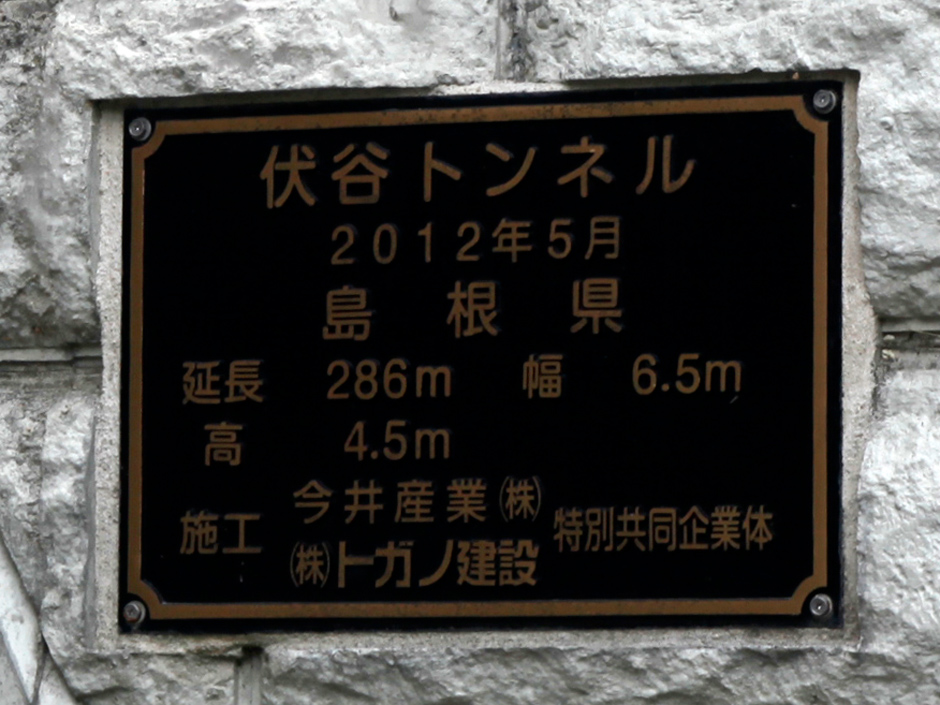 伏谷トンネル
2012年5月
島根県
延長 286m 幅 6.5m
高 4.5m
施工 今井産業㈱ 特別共同企業体
㈱トガノ建設